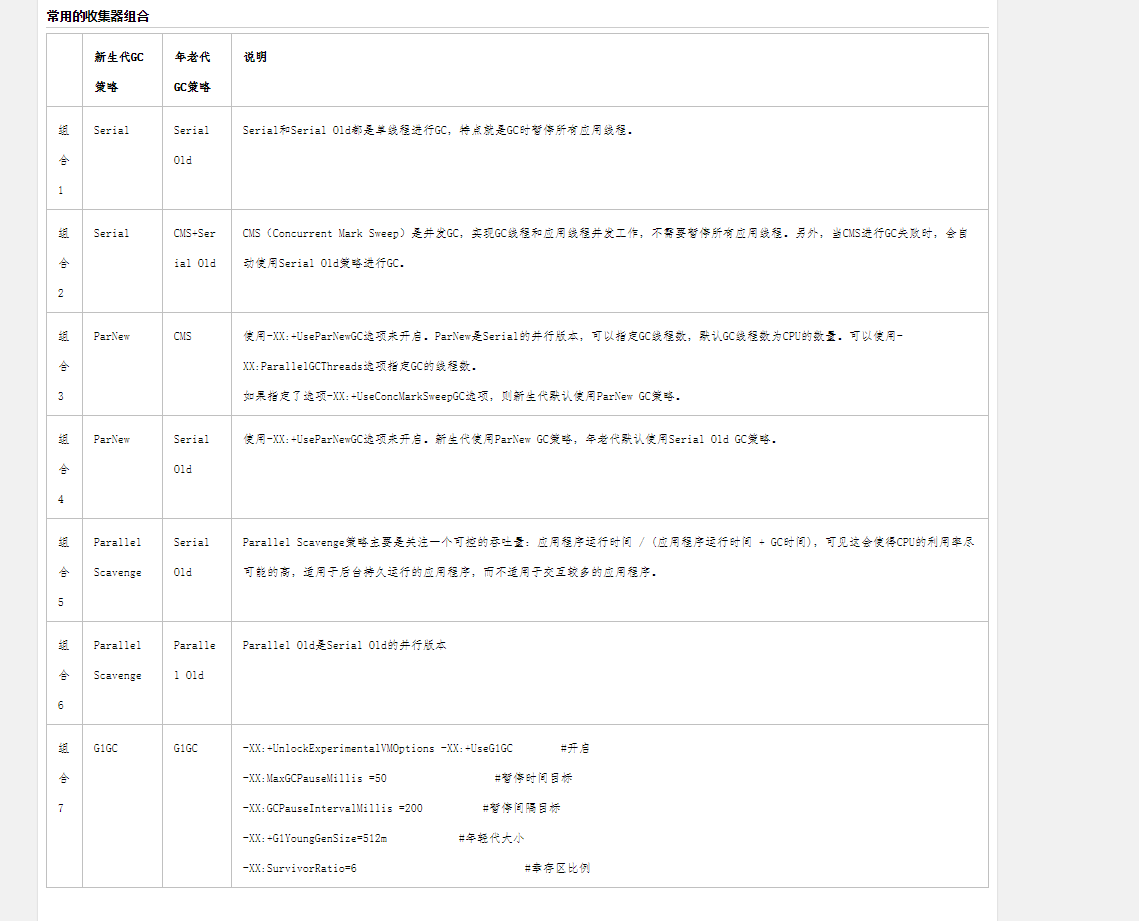 常用的收集器组合
新生代GC
策略
年老代
GC策略
说明
组
合
1
Serial
Serial
Old
Serial和Serial Old都是单线程进行GC，特点就是GC时暂停所有应用线程。
组
合
2
Serial
CMS+Ser
ial Old
CMS（Concurrent Mark Sweep）是并发GC，实现GC线程和应用线程并发工作，不需要暂停所有应用线程。另外，当CMS进行GC失败时，会自
动使用Serial Old策略进行GC。
组
合
3
ParNew
CMS
使用-XX:+UseParNewGC选项来开启。ParNew是Serial的并行版本，可以指定GC线程数，默认GC线程数为CPU的数量。可以使用-
XX:ParallelGCThreads选项指定GC的线程数。
如果指定了选项-XX:+UseConcMarkSweepGC选项，则新生代默认使用ParNew GC策略。
组
合
4
ParNew
Serial
Old
使用-XX:+UseParNewGC选项来开启。新生代使用ParNew GC策略，年老代默认使用Serial Old GC策略。
组
合
5
Parallel
Scavenge
Serial
Old
Parallel Scavenge策略主要是关注一个可控的吞吐量：应用程序运行时间 / (应用程序运行时间 + GC时间)，可见这会使得CPU的利用率尽
可能的高，适用于后台持久运行的应用程序，而不适用于交互较多的应用程序。
组
合
6
Parallel
Scavenge
Paralle
l Old
Parallel Old是Serial Old的并行版本
组
合
7
G1GC
G1GC
-XX:+UnlockExperimentalVMOptions -XX:+UseG1GC #开启
-XX:MaxGCPauseMillis =50 #暂停时间目标
-XX:GCPauseIntervalMillis =200 #暂停间隔目标
-XX:+G1YoungGenSize=512m #年轻代大小
-XX:SurvivorRatio=6 #幸存区比例